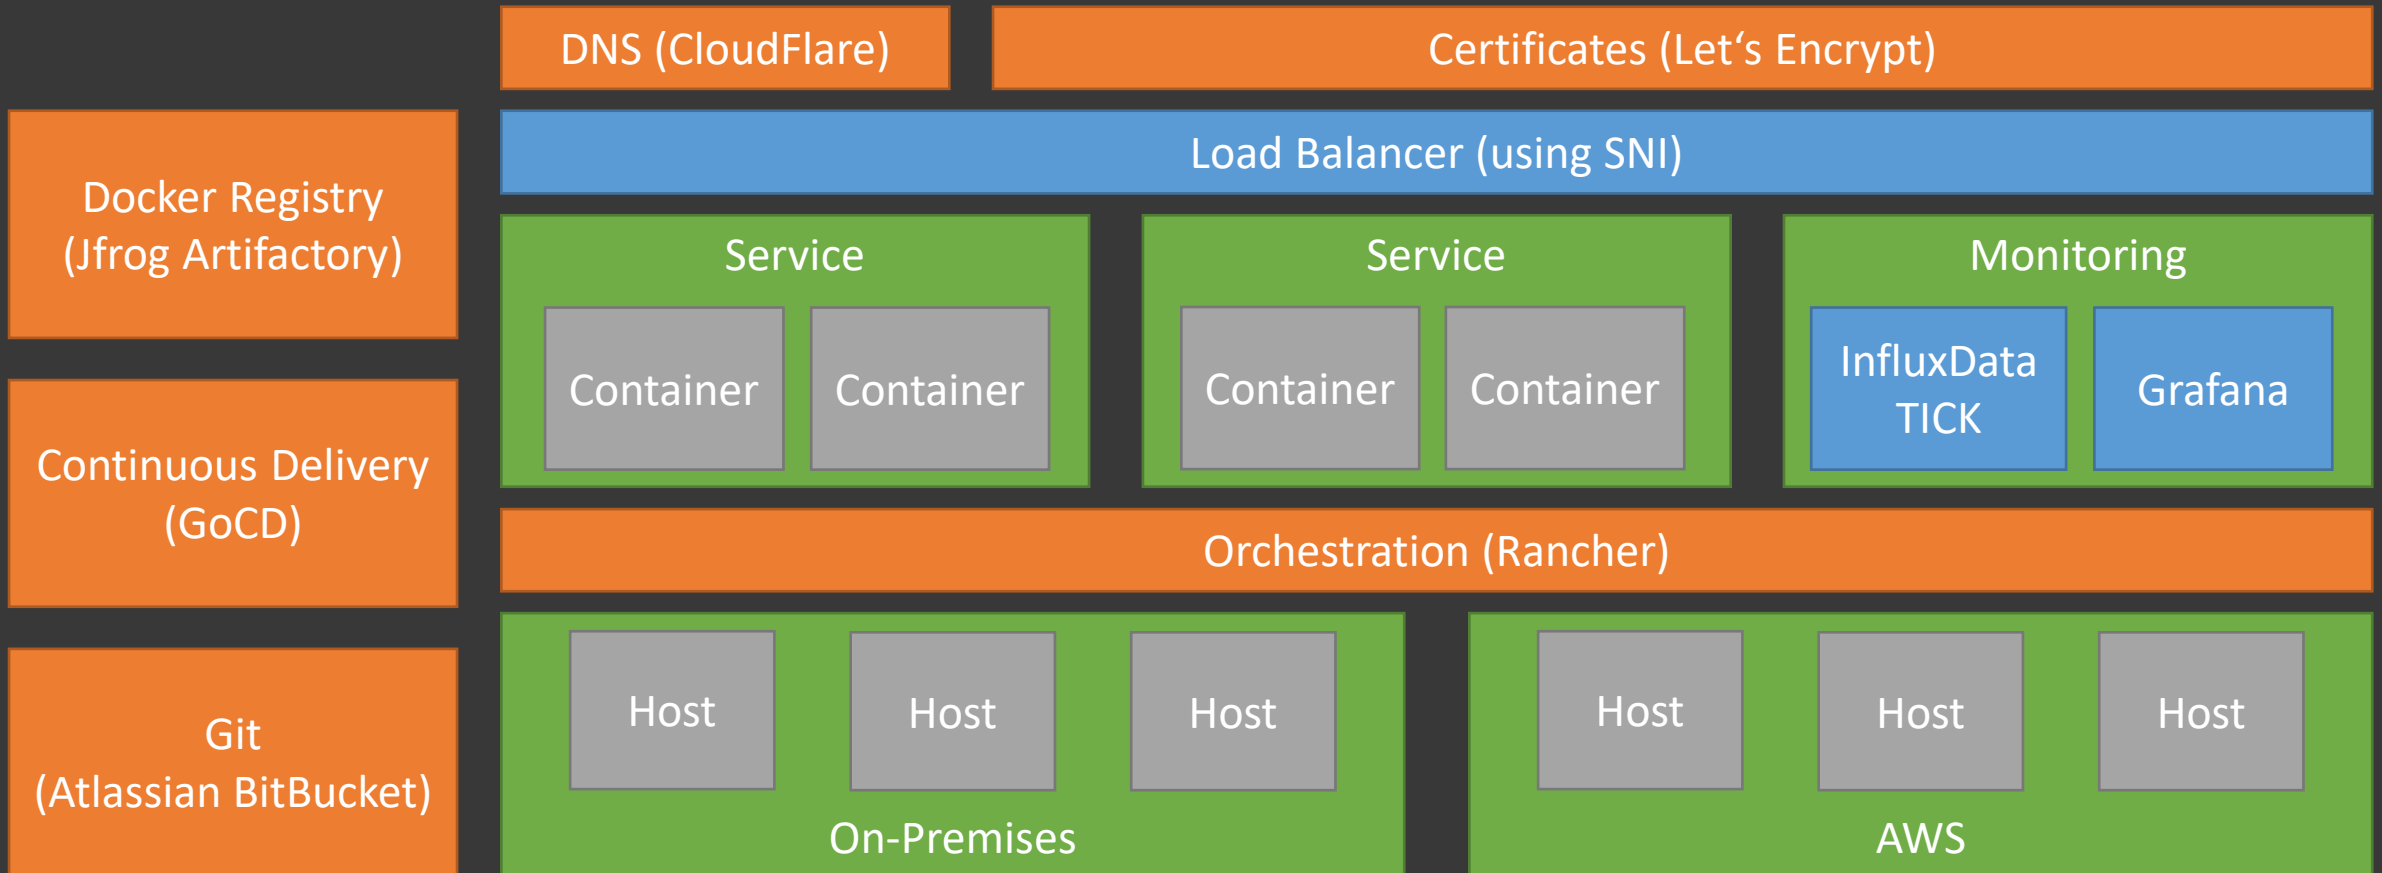 DNS (CloudFlare)
Certificates (Let‘s Encrypt)
Docker Registry
(Jfrog Artifactory)
Load Balancer (using SNI)
Service
Container
Container
Service
Container
Container
Monitoring
InfluxData
TICK
Grafana
Continuous Delivery
(GoCD)
Orchestration (Rancher)
Git
(Atlassian BitBucket)
Host
Host
Host
On-Premises
Host
Host
Host
AWS